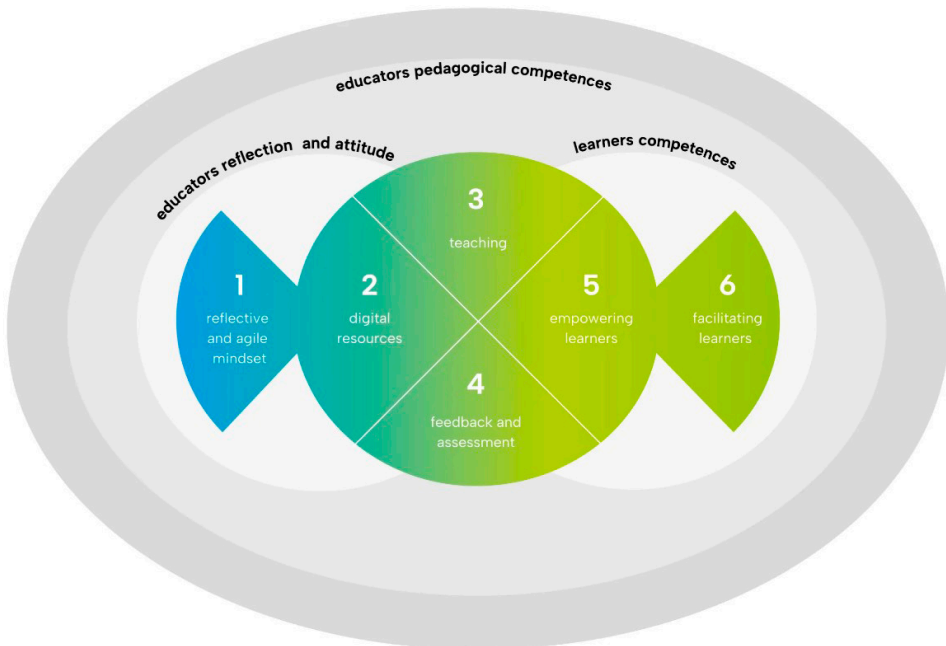 educators pedagogical competences
educators reflection and attitude
learners competences
3
teaching
1
reflective
and agile
mindset
2
digital
resources
5
empowering
learners
6
facilitating
learners
4
feedback and
assessment